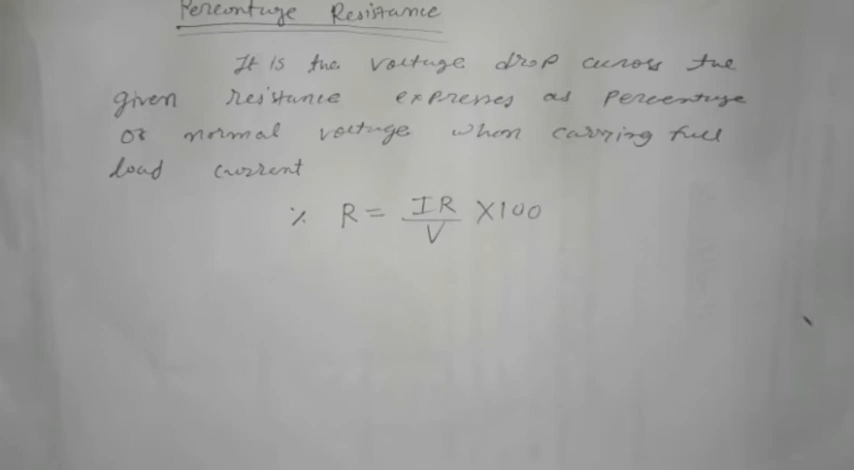 Percentage Resistance
It is the voltage drop across the
given resistance expresses as percentage
or normal voltage when carrying full
load current
% R = IR/V X100